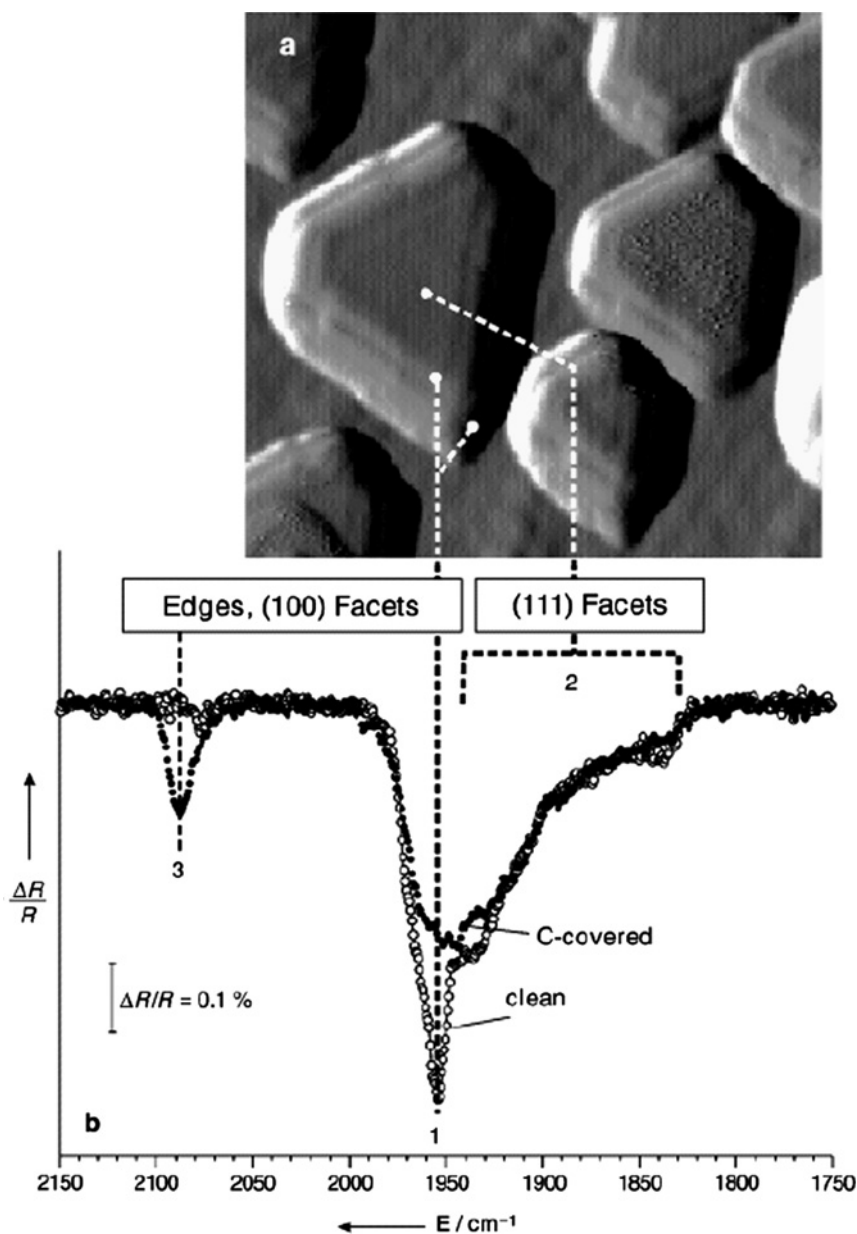 a
Edges, (100) Facets
(111) Facets
2
3
ΔR
R
C-covered
ΔR/R = 0.1 %
clean
b
1
2150 2100 2050 2000 1950 1900 1850 1800 1750
E / cm⁻¹